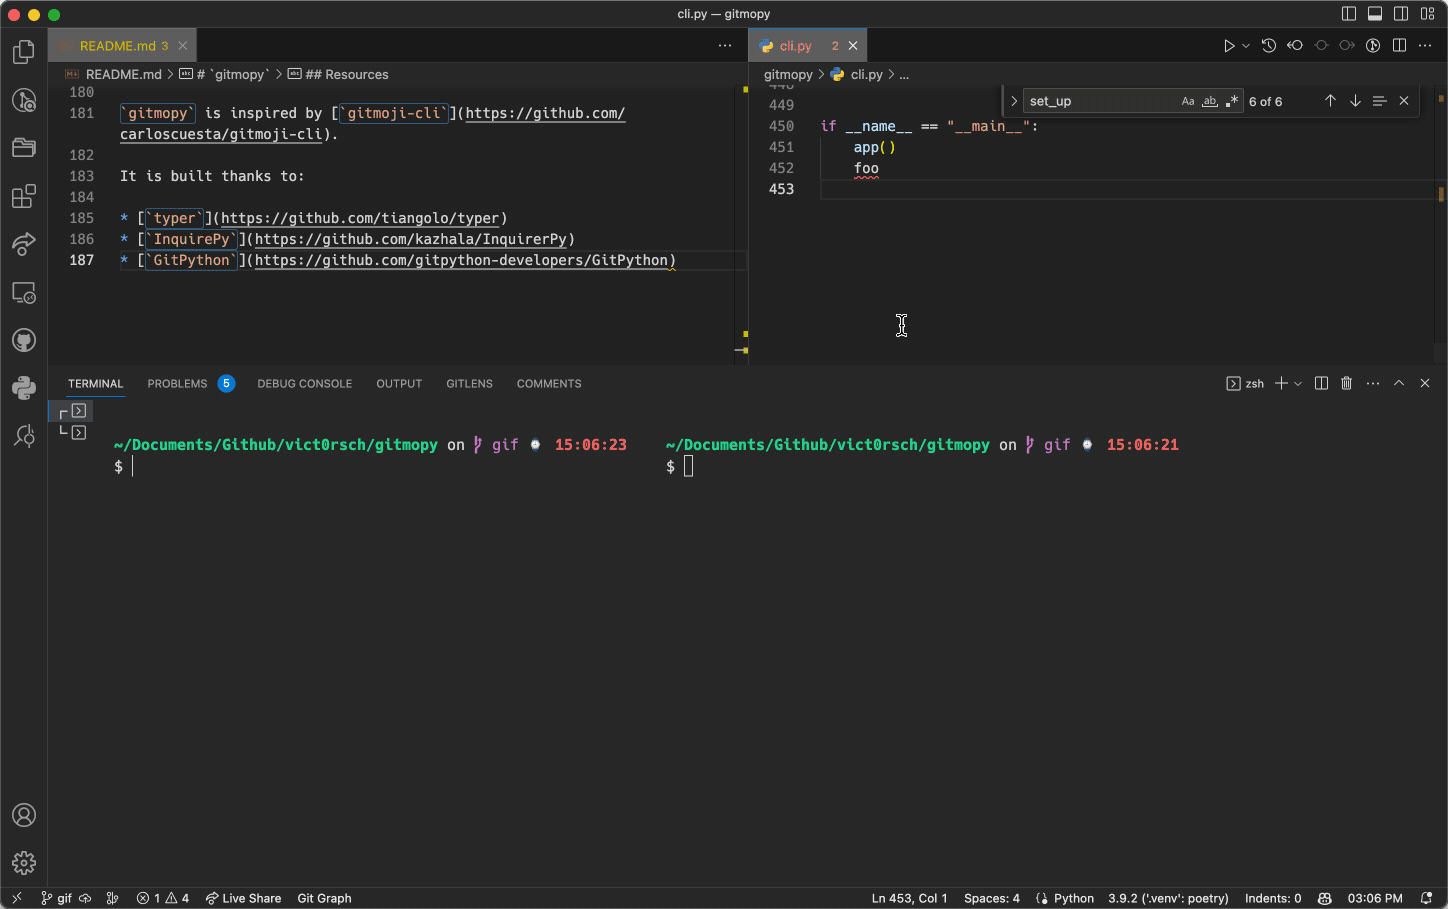 cli.py — gitmopy
README.md 3
cli.py 2
README.md > # `gitmopy` > ## Resources
gitmopy > cli.py > ...
180
181 `gitmopy` is inspired by [`gitmoji-cli`](https://github.com/
carloscuesta/gitmoji-cli).
182
183 It is built thanks to:
184
185 * [`typer`](https://github.com/tiangolo/typer)
186 * [`InquirePy`](https://github.com/kazhala/InquirerPy)
187 * [`GitPython`](https://github.com/gitpython-developers/GitPython)
448
449
450 if __name__ == "__main__":
451 app()
452 foo
453
set_up Aa ab 6 of 6
TERMINAL PROBLEMS 5 DEBUG CONSOLE OUTPUT GITLENS COMMENTS
zsh
~/Documents/Github/vict0rsch/gitmopy on gif 15:06:23
$
~/Documents/Github/vict0rsch/gitmopy on gif 15:06:21
$
gif 1 4 Live Share Git Graph
Ln 453, Col 1 Spaces: 4 Python 3.9.2 ('.venv': poetry) Indents: 0 03:06 PM